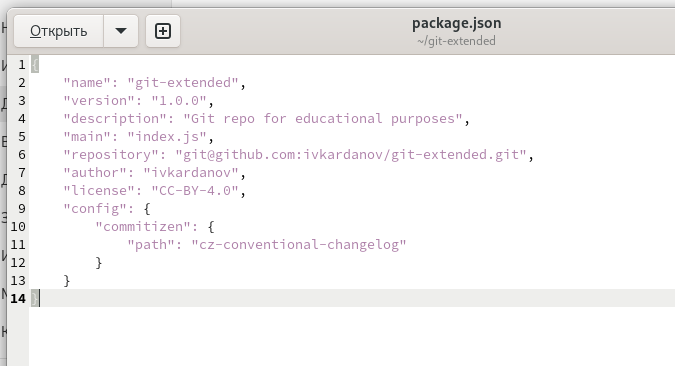 Открыть
package.json
~/git-extended
1 {
2     "name": "git-extended",
3     "version": "1.0.0",
4     "description": "Git repo for educational purposes",
5     "main": "index.js",
6     "repository": "git@github.com:ivkardanov/git-extended.git",
7     "author": "ivkardanov",
8     "license": "CC-BY-4.0",
9     "config": {
10         "commitizen": {
11             "path": "cz-conventional-changelog"
12         }
13     }
14 }